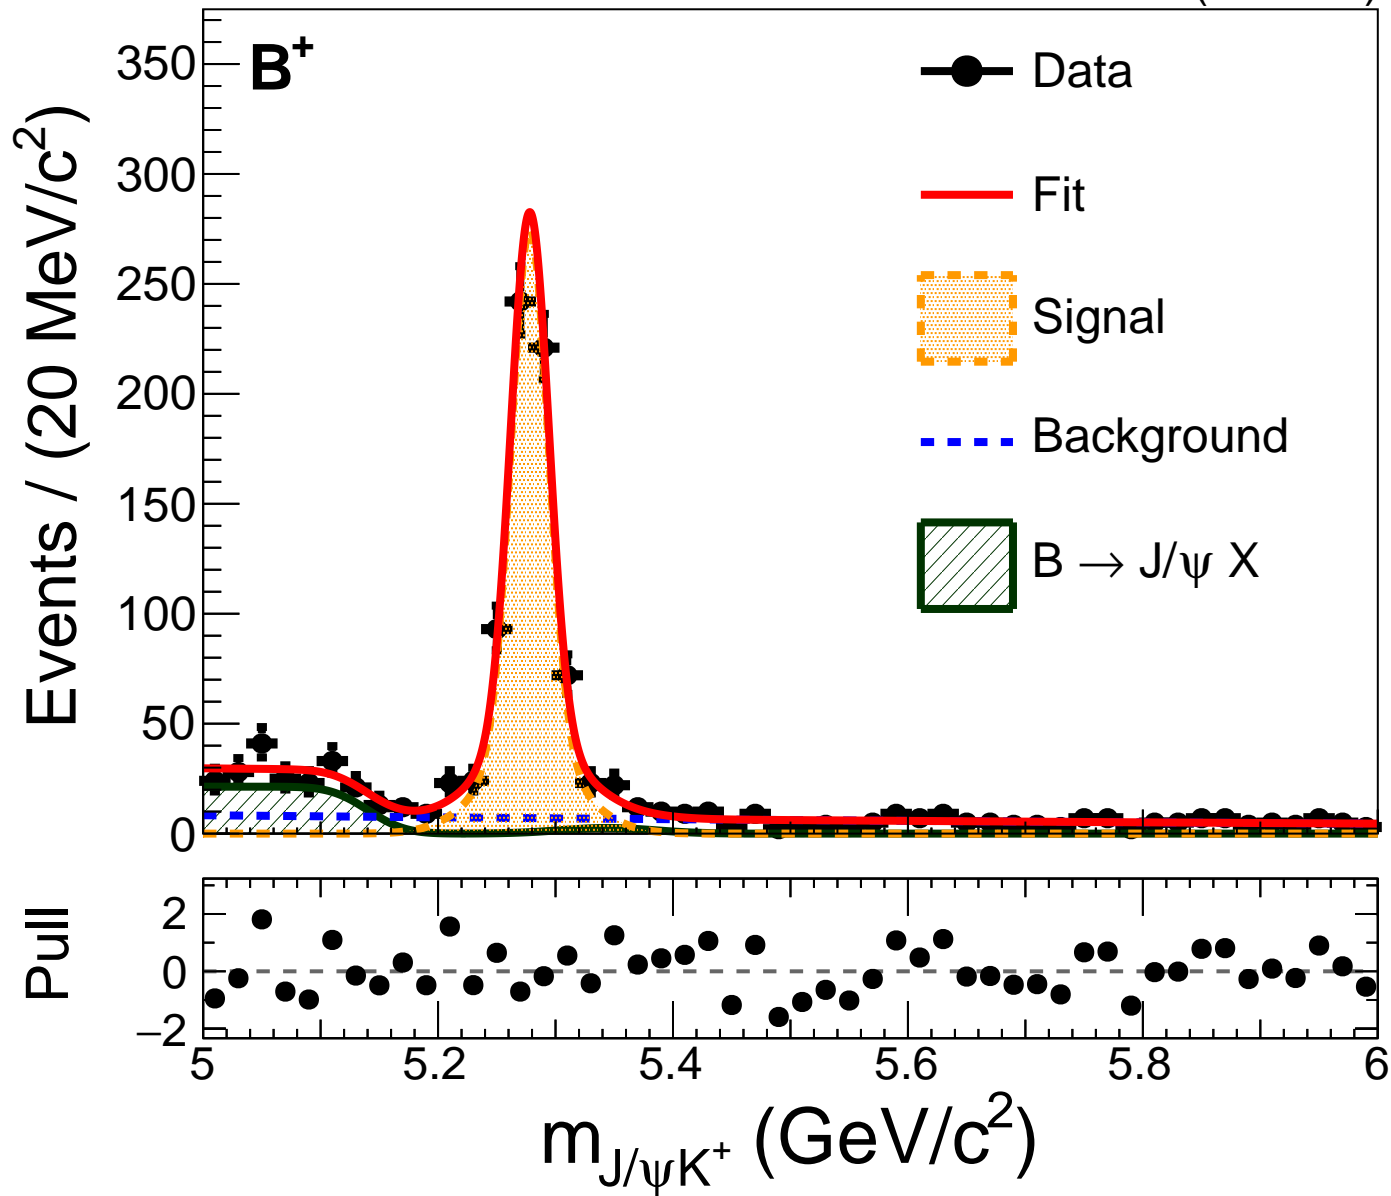 B⁺
Data
Fit
Signal
Background
B → J/ψ X
Events / (20 MeV/c²)
350
300
250
200
150
100
50
0
Pull
2
0
−2
5 5.2 5.4 5.6 5.8 6
m_{J/ψK⁺} (GeV/c²)